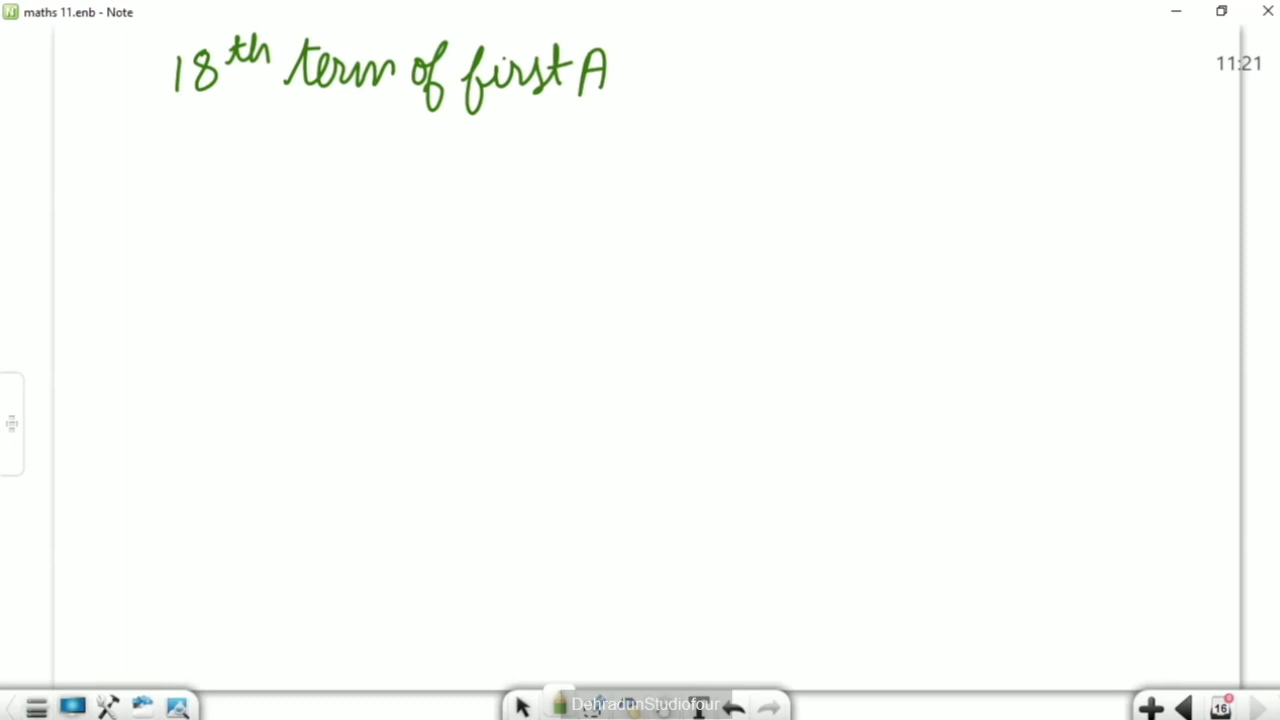 maths 11.enb - Note
18th term of first A
11:21
DehradunStudiofour
16